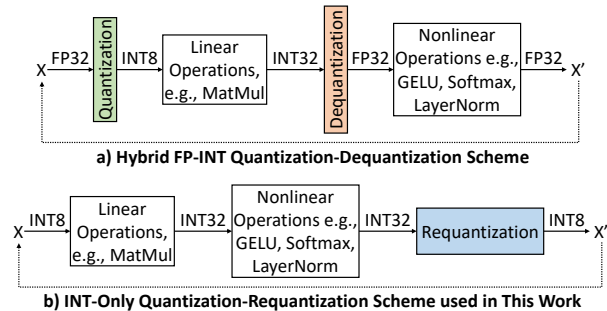 X FP32 Quantization INT8 Linear Operations, e.g., MatMul INT32 Dequantization FP32 Nonlinear Operations e.g., GELU, Softmax, LayerNorm FP32 X'
a) Hybrid FP-INT Quantization-Dequantization Scheme
X INT8 Linear Operations, e.g., MatMul INT32 Nonlinear Operations e.g., GELU, Softmax, LayerNorm INT32 Requantization INT8 X'
b) INT-Only Quantization-Requantization Scheme used in This Work